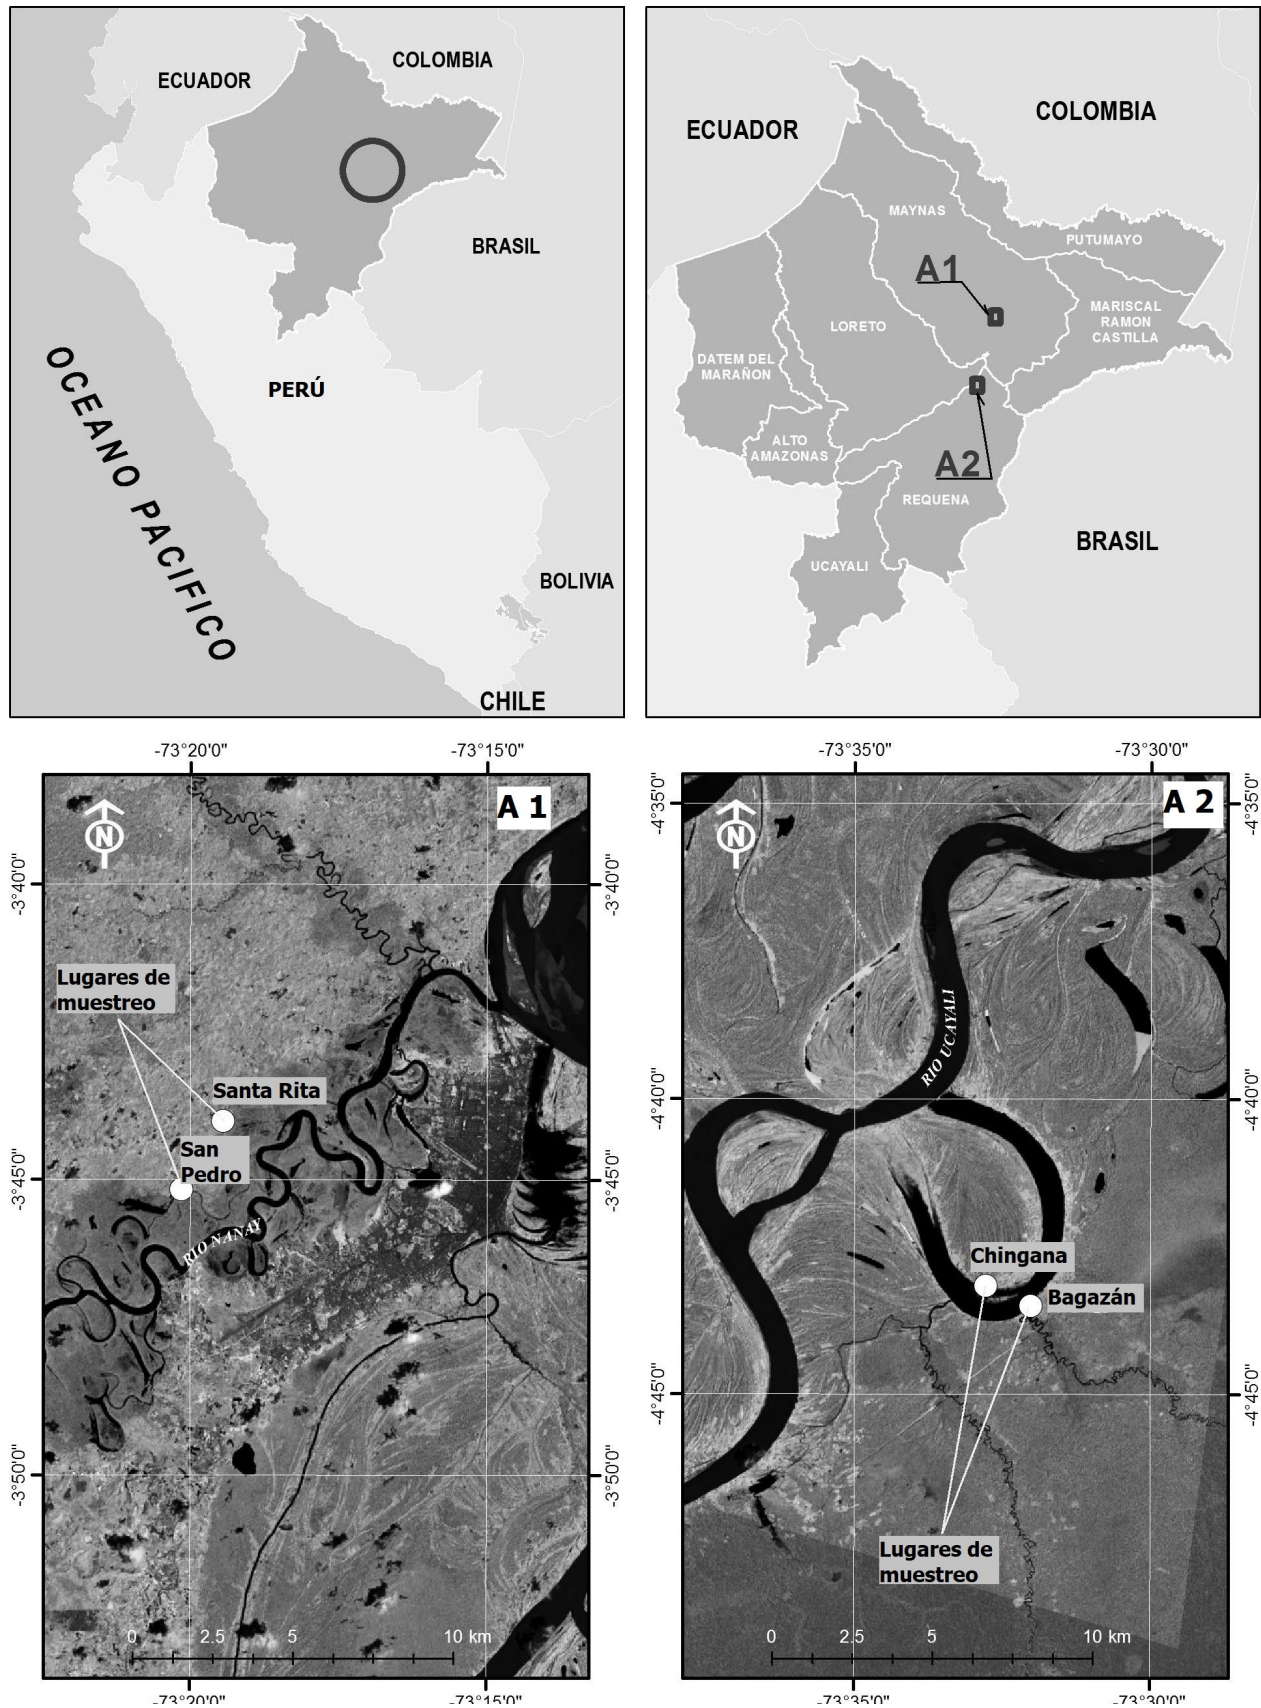 ECUADOR
COLOMBIA
BRASIL
PERÚ
OCEANO PACIFICO
BOLIVIA
CHILE
ECUADOR
COLOMBIA
MAYNAS
PUTUMAYO
A1
MARISCAL
RAMON
CASTILLA
LORETO
DATEM DEL
MARAÑON
ALTO
AMAZONAS
A2
REQUENA
BRASIL
UCAYALI
-73°20'0"
-73°15'0"
A 1
N
-3°40'0"
-3°40'0"
Lugares de
muestreo
Santa Rita
San
Pedro
-3°45'0"
-3°45'0"
RIO NANAY
-3°50'0"
-3°50'0"
0 2.5 5 10 km
-73°20'0"
-73°15'0"
-73°35'0"
-73°30'0"
A 2
N
-4°35'0"
-4°35'0"
RIO UCAYALI
-4°40'0"
-4°40'0"
Chingana
Bagazán
-4°45'0"
-4°45'0"
Lugares de
muestreo
0 2.5 5 10 km
-73°35'0"
-73°30'0"